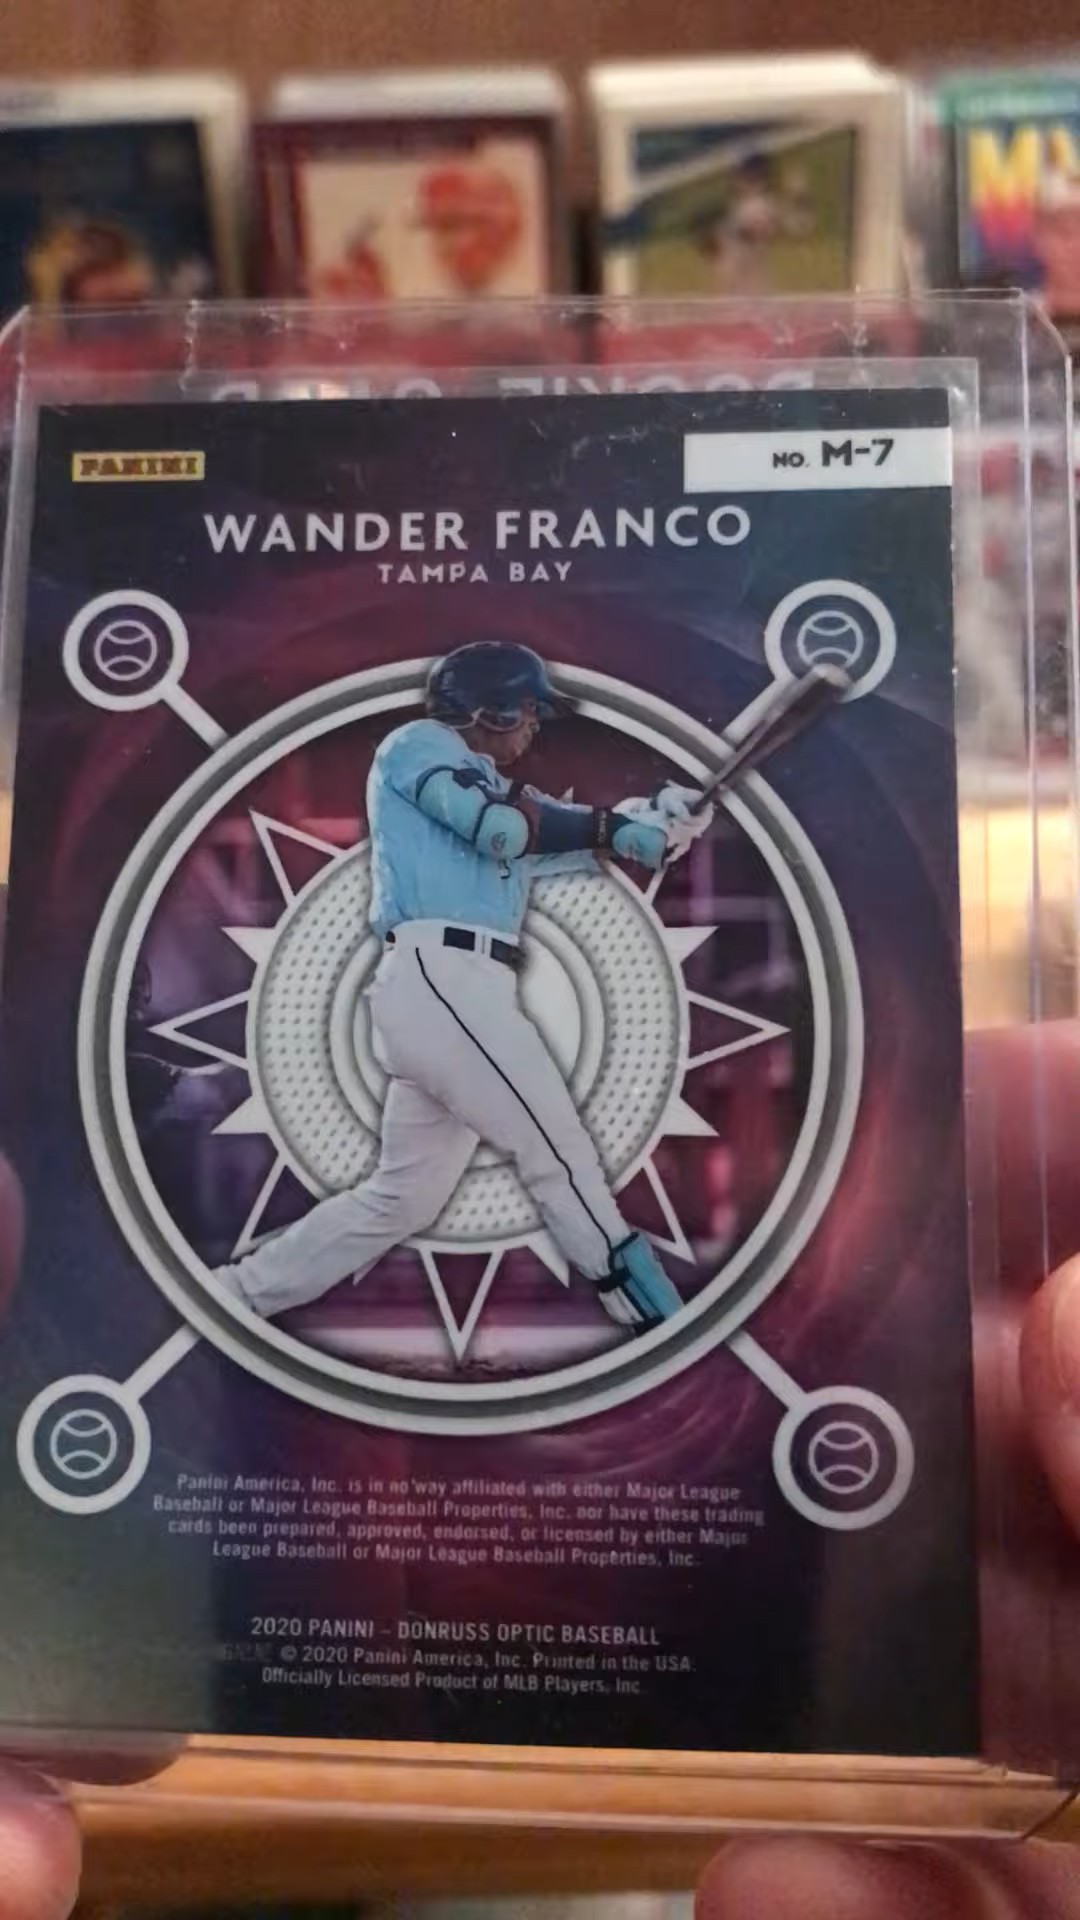 PANINI
NO. M-7
WANDER FRANCO
TAMPA BAY
Panini America, Inc. is in no way affiliated with either Major League
Baseball or Major League Baseball Properties, Inc. nor have these trading
cards been prepared, approved, endorsed, or licensed by either Major
League Baseball or Major League Baseball Properties, Inc.
2020 PANINI – DONRUSS OPTIC BASEBALL
© 2020 Panini America, Inc. Printed in the USA.
Officially Licensed Product of MLB Players, Inc.